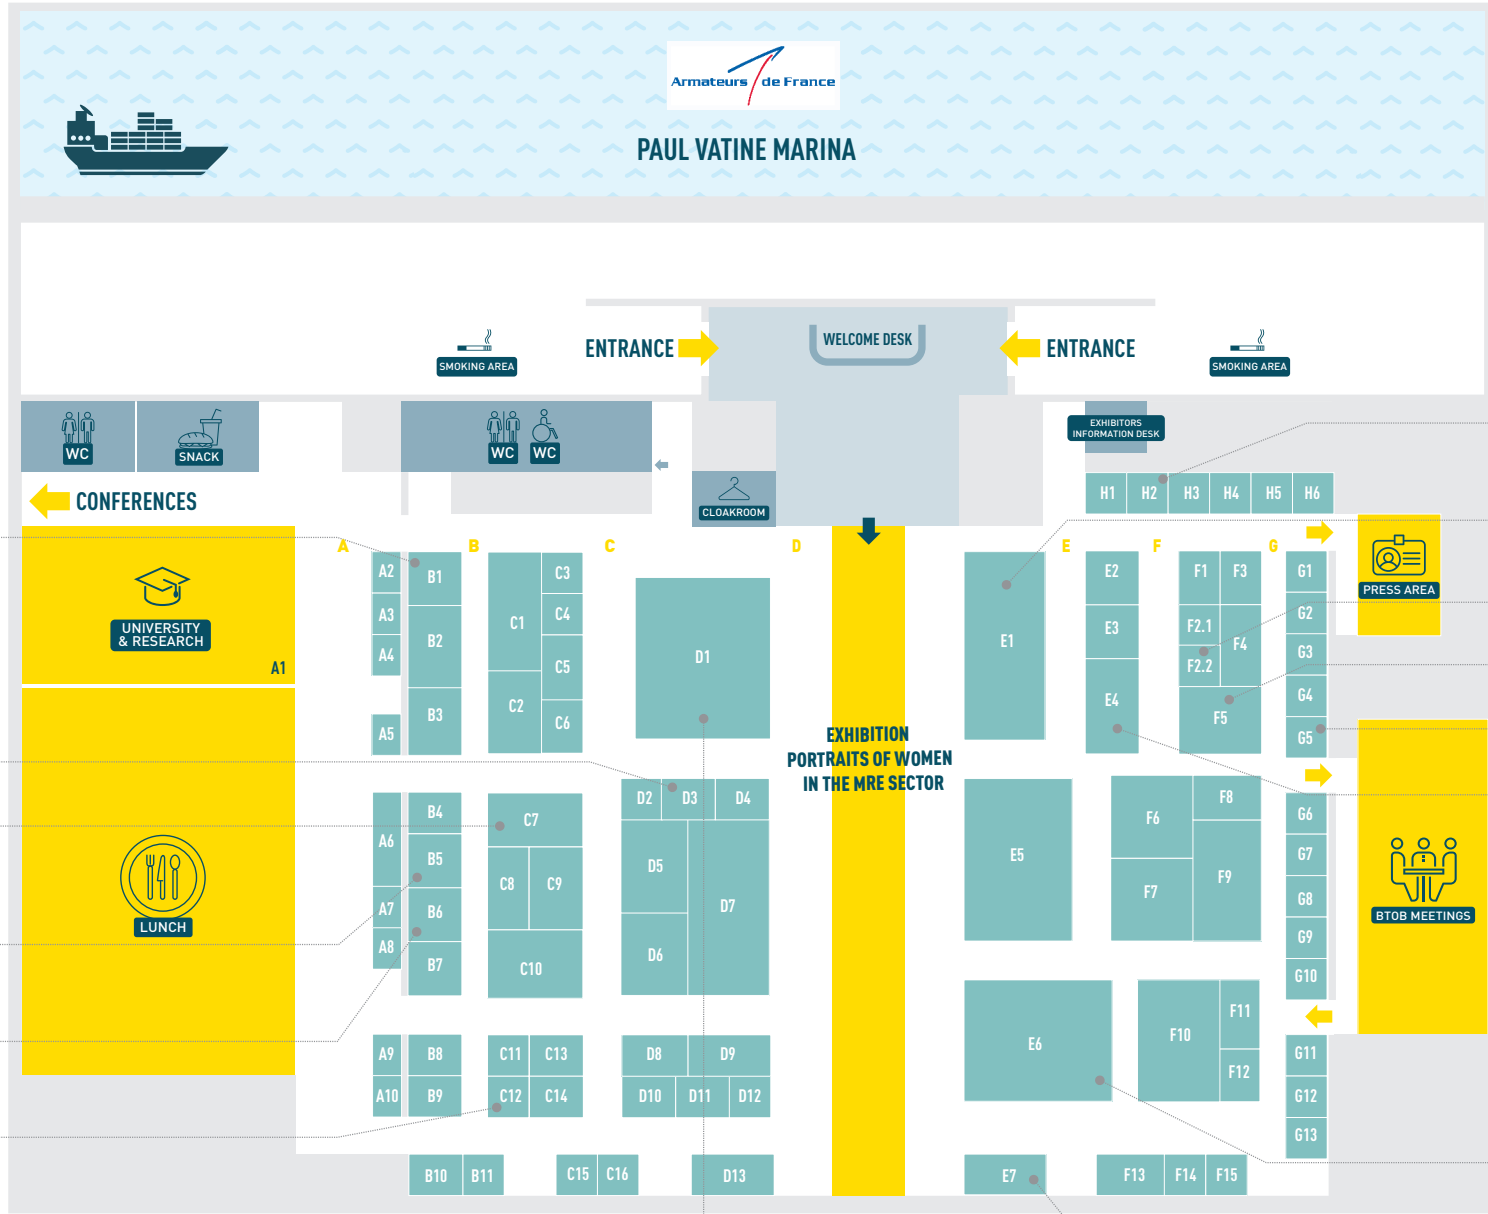 Armateurs de France
PAUL VATINE MARINA
WELCOME DESK
ENTRANCE
ENTRANCE
SMOKING AREA
SMOKING AREA
WC
SNACK
WC
WC
EXHIBITORS
INFORMATION DESK
CLOAKROOM
CONFERENCES
H1
H2
H3
H4
H5
H6
A
B
C
D
E
F
G
UNIVERSITY
& RESEARCH
A1
LUNCH
PRESS AREA
BTOB MEETINGS
EXHIBITION
PORTRAITS OF WOMEN
IN THE MRE SECTOR
A2
A3
A4
A5
A6
A7
A8
A9
A10
B1
B2
B3
B4
B5
B6
B7
B8
B9
B10
B11
C1
C2
C3
C4
C5
C6
C7
C8
C9
C10
C11
C12
C13
C14
C15
C16
D1
D2
D3
D4
D5
D6
D7
D8
D9
D10
D11
D12
D13
E1
E2
E3
E4
E5
E6
E7
F1
F2.1
F2.2
F3
F4
F5
F6
F7
F8
F9
F10
F11
F12
F13
F14
F15
G1
G2
G3
G4
G5
G6
G7
G8
G9
G10
G11
G12
G13